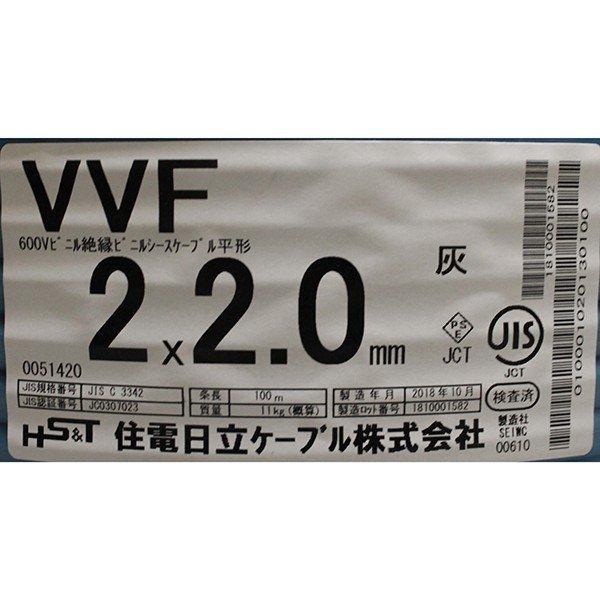 VVF
600Vビニル絶縁ビニルシースケーブル平形
2x2.0mm
灰
PSE
JCT
JIS
JCT
0051420
JIS規格番号 JIS C 3342 条長 100m 製造年月 2018年10月
JIS認証番号 JC0307023 質量 11kg(概算) 製造ロット番号 1810001582
検査済
HS&T 住電日立ケーブル株式会社
製造社
SEIWC
00610
1810001582
0100010201030100